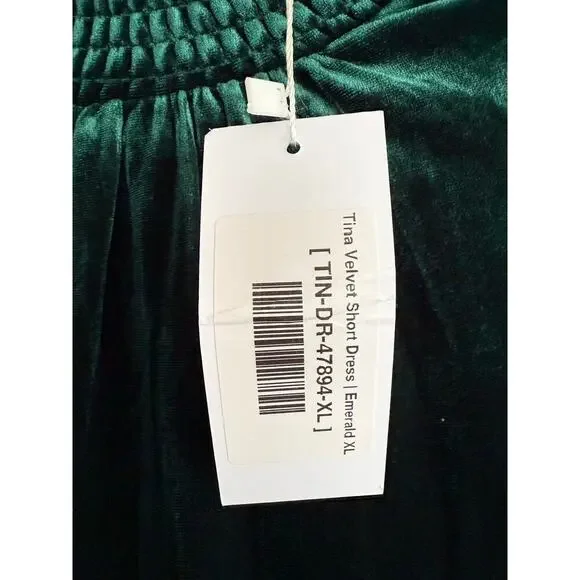 Tina Velvet Short Dress | Emerald XL
[ TIN-DR-47894-XL ]